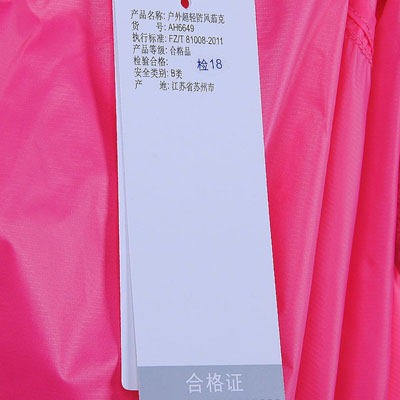 产品名称: 户外超轻防风茄克
货 号: AH6649
执行标准: FZ/T 81008-2011
产品等级: 合格品
检验合格: 检18
安全类别: B类
产 地: 江苏省苏州市
合格证